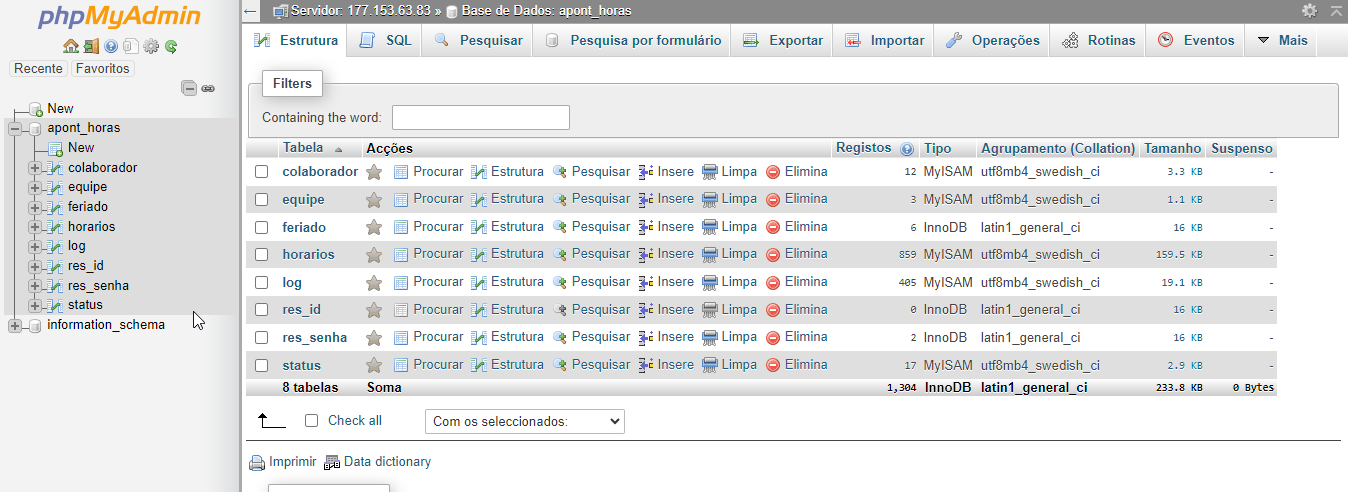 phpMyAdmin
Recente Favoritos
New
apont_horas
New
colaborador
equipe
feriado
horarios
log
res_id
res_senha
status
information_schema
Servidor: 177.153.63.83 » Base de Dados: apont_horas
Estrutura SQL Pesquisar Pesquisa por formulário Exportar Importar Operações Rotinas Eventos Mais
Filters
Containing the word:
Tabela Acções Registos Tipo Agrupamento (Collation) Tamanho Suspenso
colaborador Procurar Estrutura Pesquisar Insere Limpa Elimina 12 MyISAM utf8mb4_swedish_ci 3.3 KB -
equipe Procurar Estrutura Pesquisar Insere Limpa Elimina 3 MyISAM utf8mb4_swedish_ci 1.1 KB -
feriado Procurar Estrutura Pesquisar Insere Limpa Elimina 6 InnoDB latin1_general_ci 16 KB -
horarios Procurar Estrutura Pesquisar Insere Limpa Elimina 859 MyISAM utf8mb4_swedish_ci 159.5 KB -
log Procurar Estrutura Pesquisar Insere Limpa Elimina 405 MyISAM utf8mb4_swedish_ci 19.1 KB -
res_id Procurar Estrutura Pesquisar Insere Limpa Elimina 0 InnoDB latin1_general_ci 16 KB -
res_senha Procurar Estrutura Pesquisar Insere Limpa Elimina 2 InnoDB latin1_general_ci 16 KB -
status Procurar Estrutura Pesquisar Insere Limpa Elimina 17 MyISAM utf8mb4_swedish_ci 2.9 KB -
8 tabelas Soma 1,304 InnoDB latin1_general_ci 233.8 KB 0 Bytes
Check all Com os seleccionados:
Imprimir Data dictionary